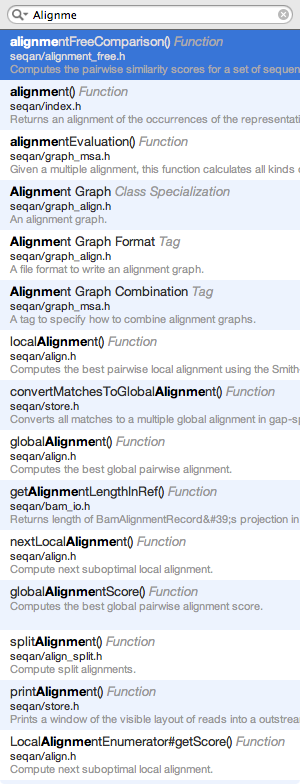 Alignme
alignmentFreeComparison() Function
seqan/alignment_free.h
Computes the pairwise similarity scores for a set of sequen
alignment() Function
seqan/index.h
Returns an alignment of the occurrences of the representati
alignmentEvaluation() Function
seqan/graph_msa.h
Given a multiple alignment, this function calculates all kinds o
Alignment Graph Class Specialization
seqan/graph_align.h
An alignment graph.
Alignment Graph Format Tag
seqan/graph_align.h
A file format to write an alignment graph.
Alignment Graph Combination Tag
seqan/graph_msa.h
A tag to specify how to combine alignment graphs.
localAlignment() Function
seqan/align.h
Computes the best pairwise local alignment using the Smith-
convertMatchesToGlobalAlignment() Function
seqan/store.h
Converts all matches to a multiple global alignment in gap-sp
globalAlignment() Function
seqan/align.h
Computes the best global pairwise alignment.
getAlignmentLengthInRef() Function
seqan/bam_io.h
Returns length of BamAlignmentRecord&#39;s projection in
nextLocalAlignment() Function
seqan/align.h
Compute next suboptimal local alignment.
globalAlignmentScore() Function
Computes the best global pairwise alignment score.
splitAlignment() Function
seqan/align_split.h
Compute split alignments.
printAlignment() Function
seqan/store.h
Prints a window of the visible layout of reads into a outstrea
LocalAlignmentEnumerator#getScore() Function
seqan/align.h
Compute next suboptimal local alignment.